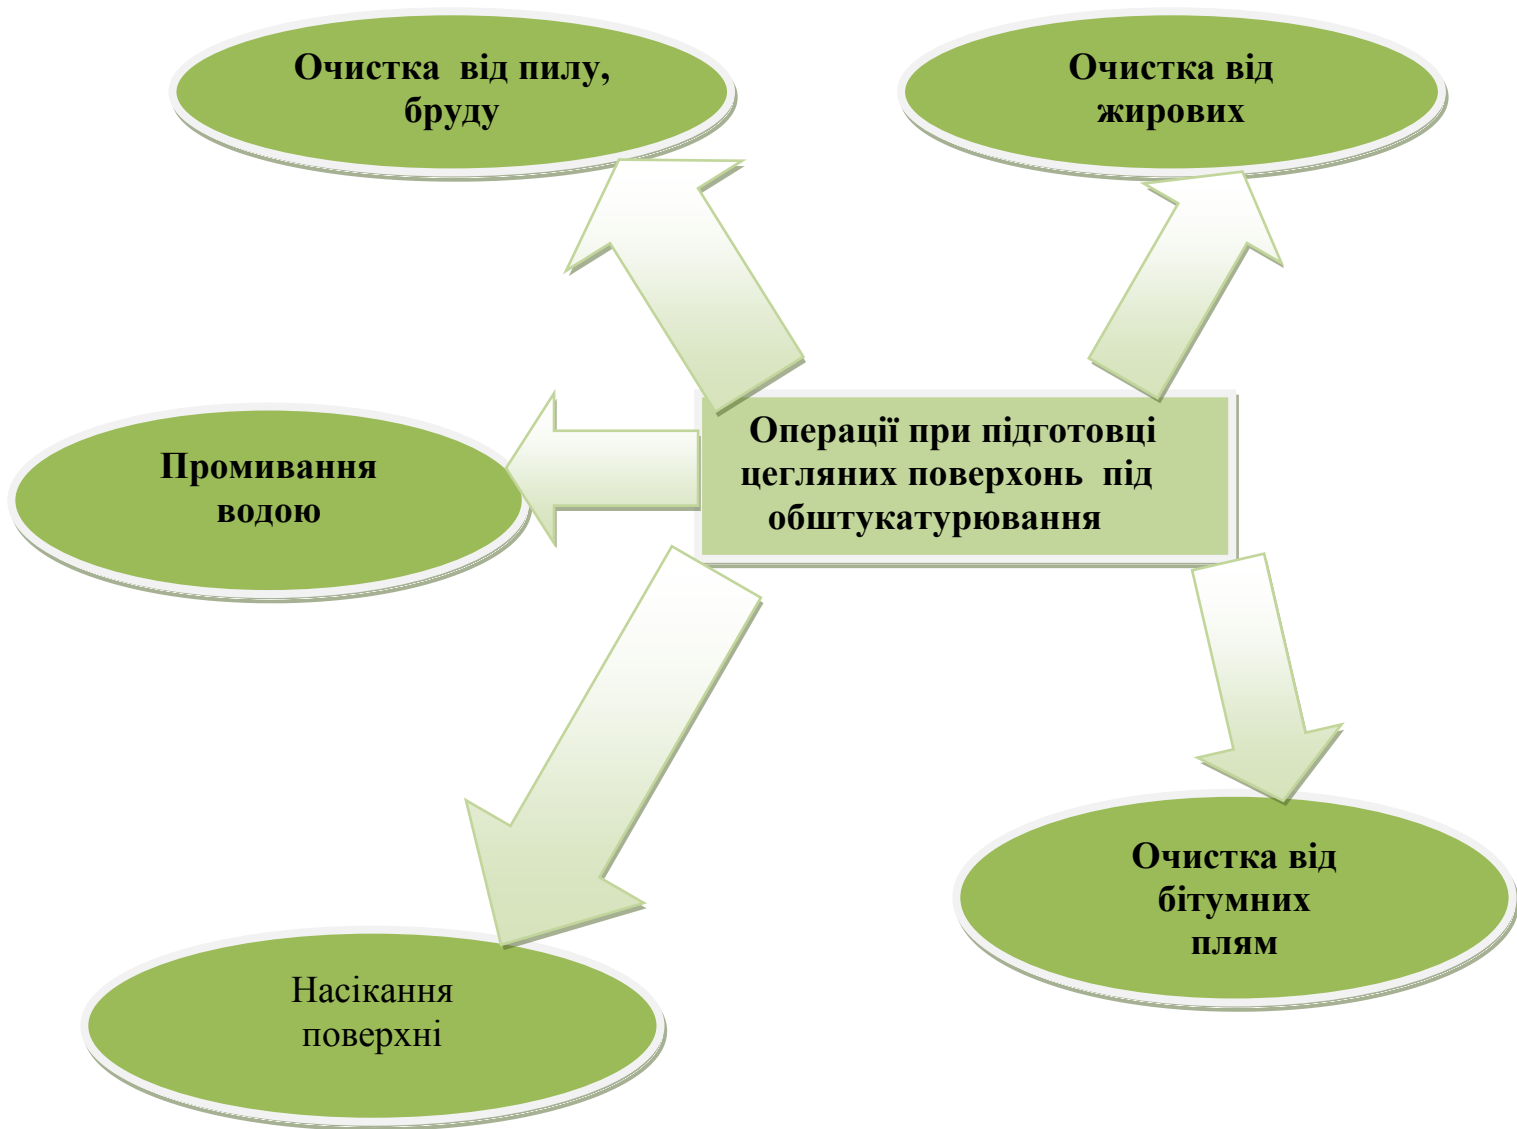 Очистка від пилу,
бруду
Очистка від
жирових
Операції при підготовці
цегляних поверхонь під
обштукатурювання
Промивання
водою
Очистка від
бітумних
плям
Насікання
поверхні